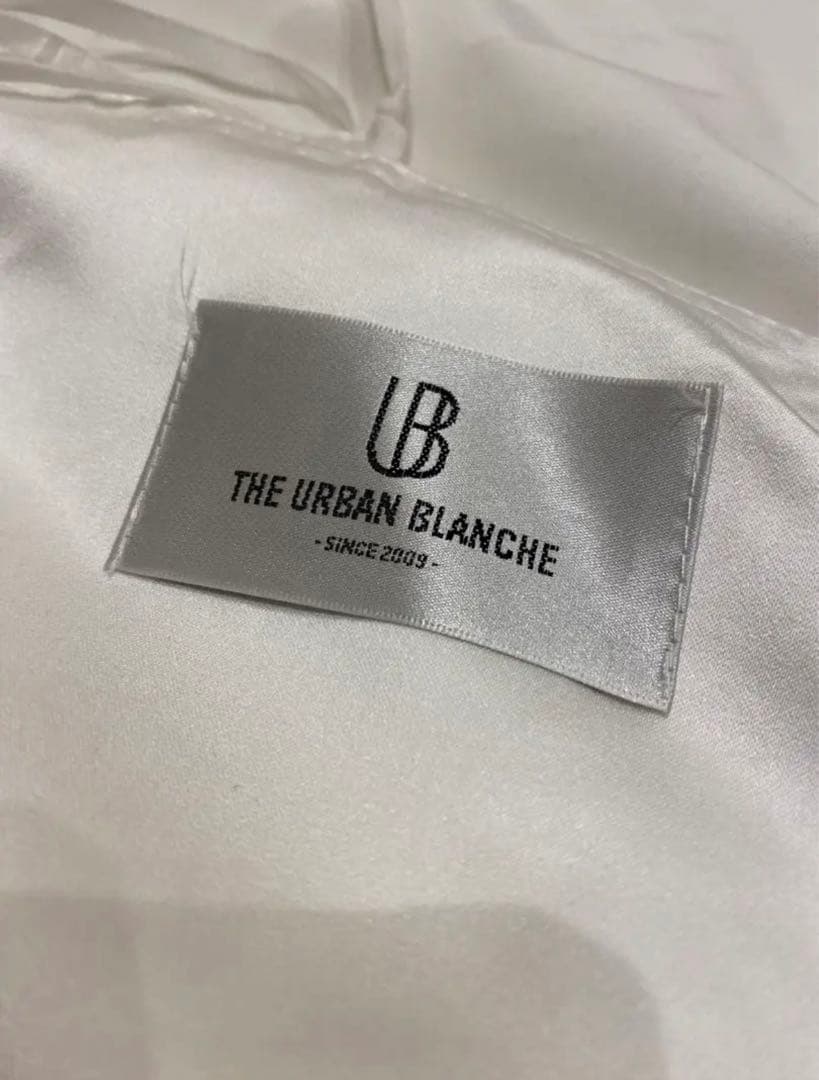 UB
THE URBAN BLANCHE
- SINCE 2009 -